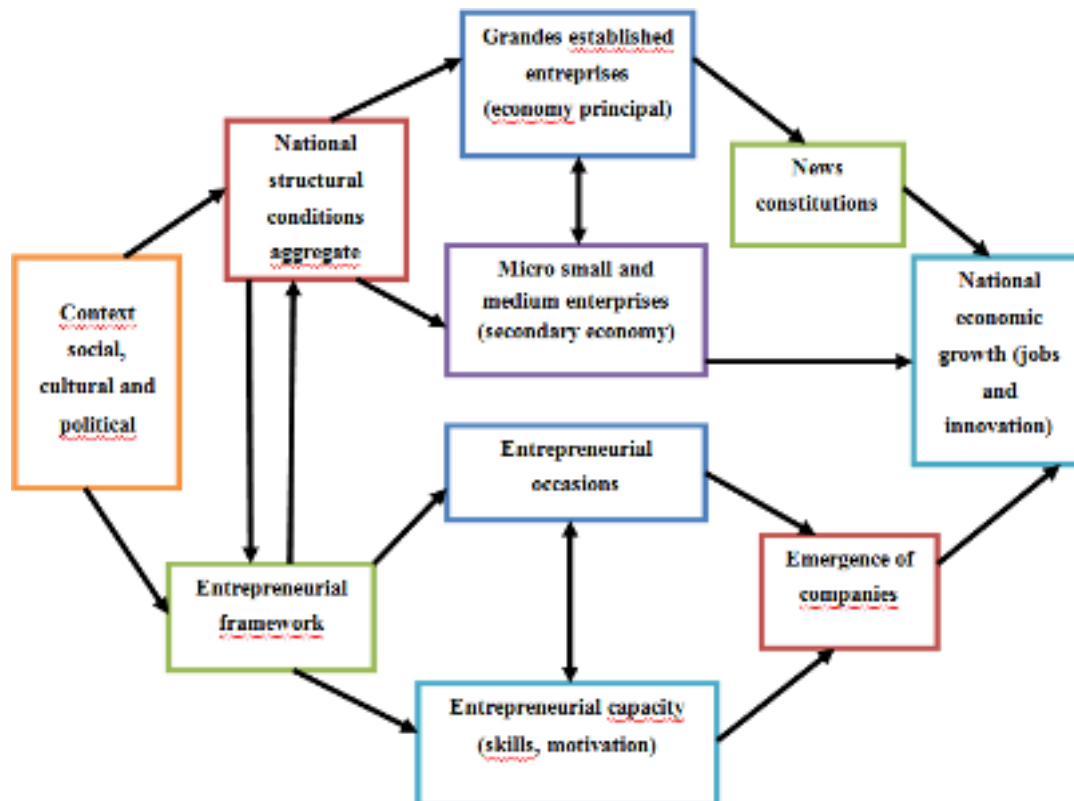 Grandes established
entreprises
(economy principal)
National
structural
conditions
aggregate
News
constitutions
Micro small and
medium enterprises
(secondary economy)
National
economic
growth (jobs
and
innovation)
Context
social,
cultural and
political
Entrepreneurial
occasions
Entrepreneurial
framework
Emergence of
companies
Entrepreneurial capacity
(skills, motivation)